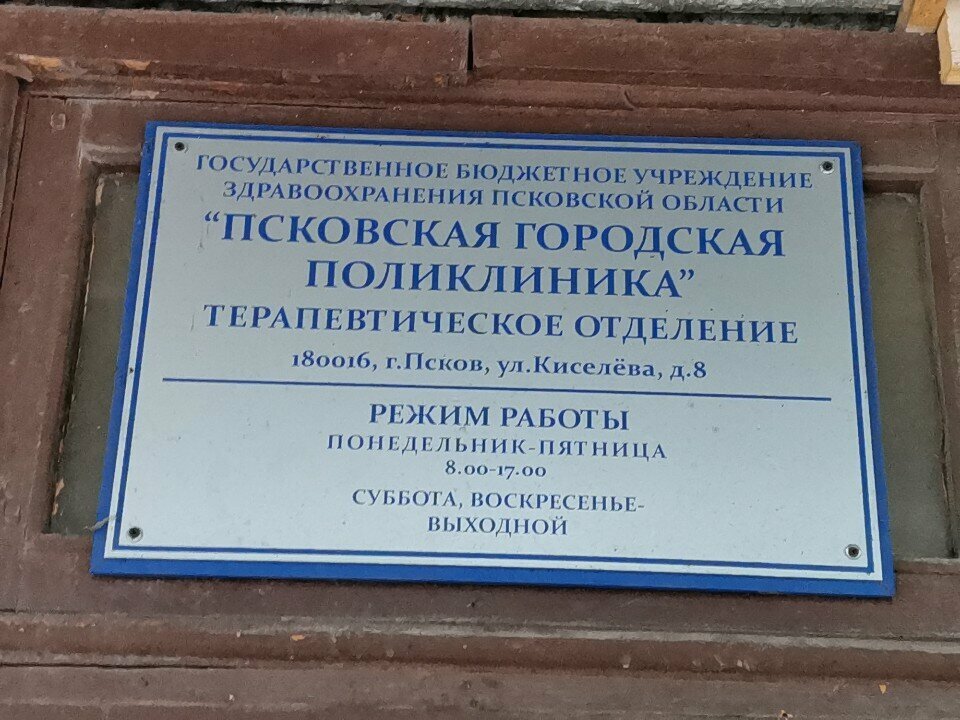 ГОСУДАРСТВЕННОЕ БЮДЖЕТНОЕ УЧРЕЖДЕНИЕ
ЗДРАВООХРАНЕНИЯ ПСКОВСКОЙ ОБЛАСТИ
“ПСКОВСКАЯ ГОРОДСКАЯ
ПОЛИКЛИНИКА”
ТЕРАПЕВТИЧЕСКОЕ ОТДЕЛЕНИЕ
180016, г.Псков, ул.Киселёва, д.8
РЕЖИМ РАБОТЫ
ПОНЕДЕЛЬНИК-ПЯТНИЦА
8.00-17.00
СУББОТА, ВОСКРЕСЕНЬЕ-
ВЫХОДНОЙ